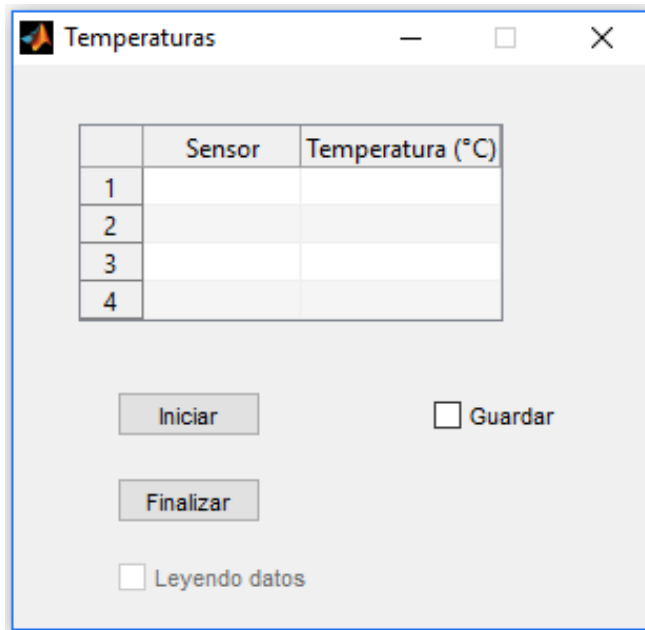 Temperaturas
Sensor Temperatura (°C)
1
2
3
4
Iniciar Guardar
Finalizar
Leyendo datos